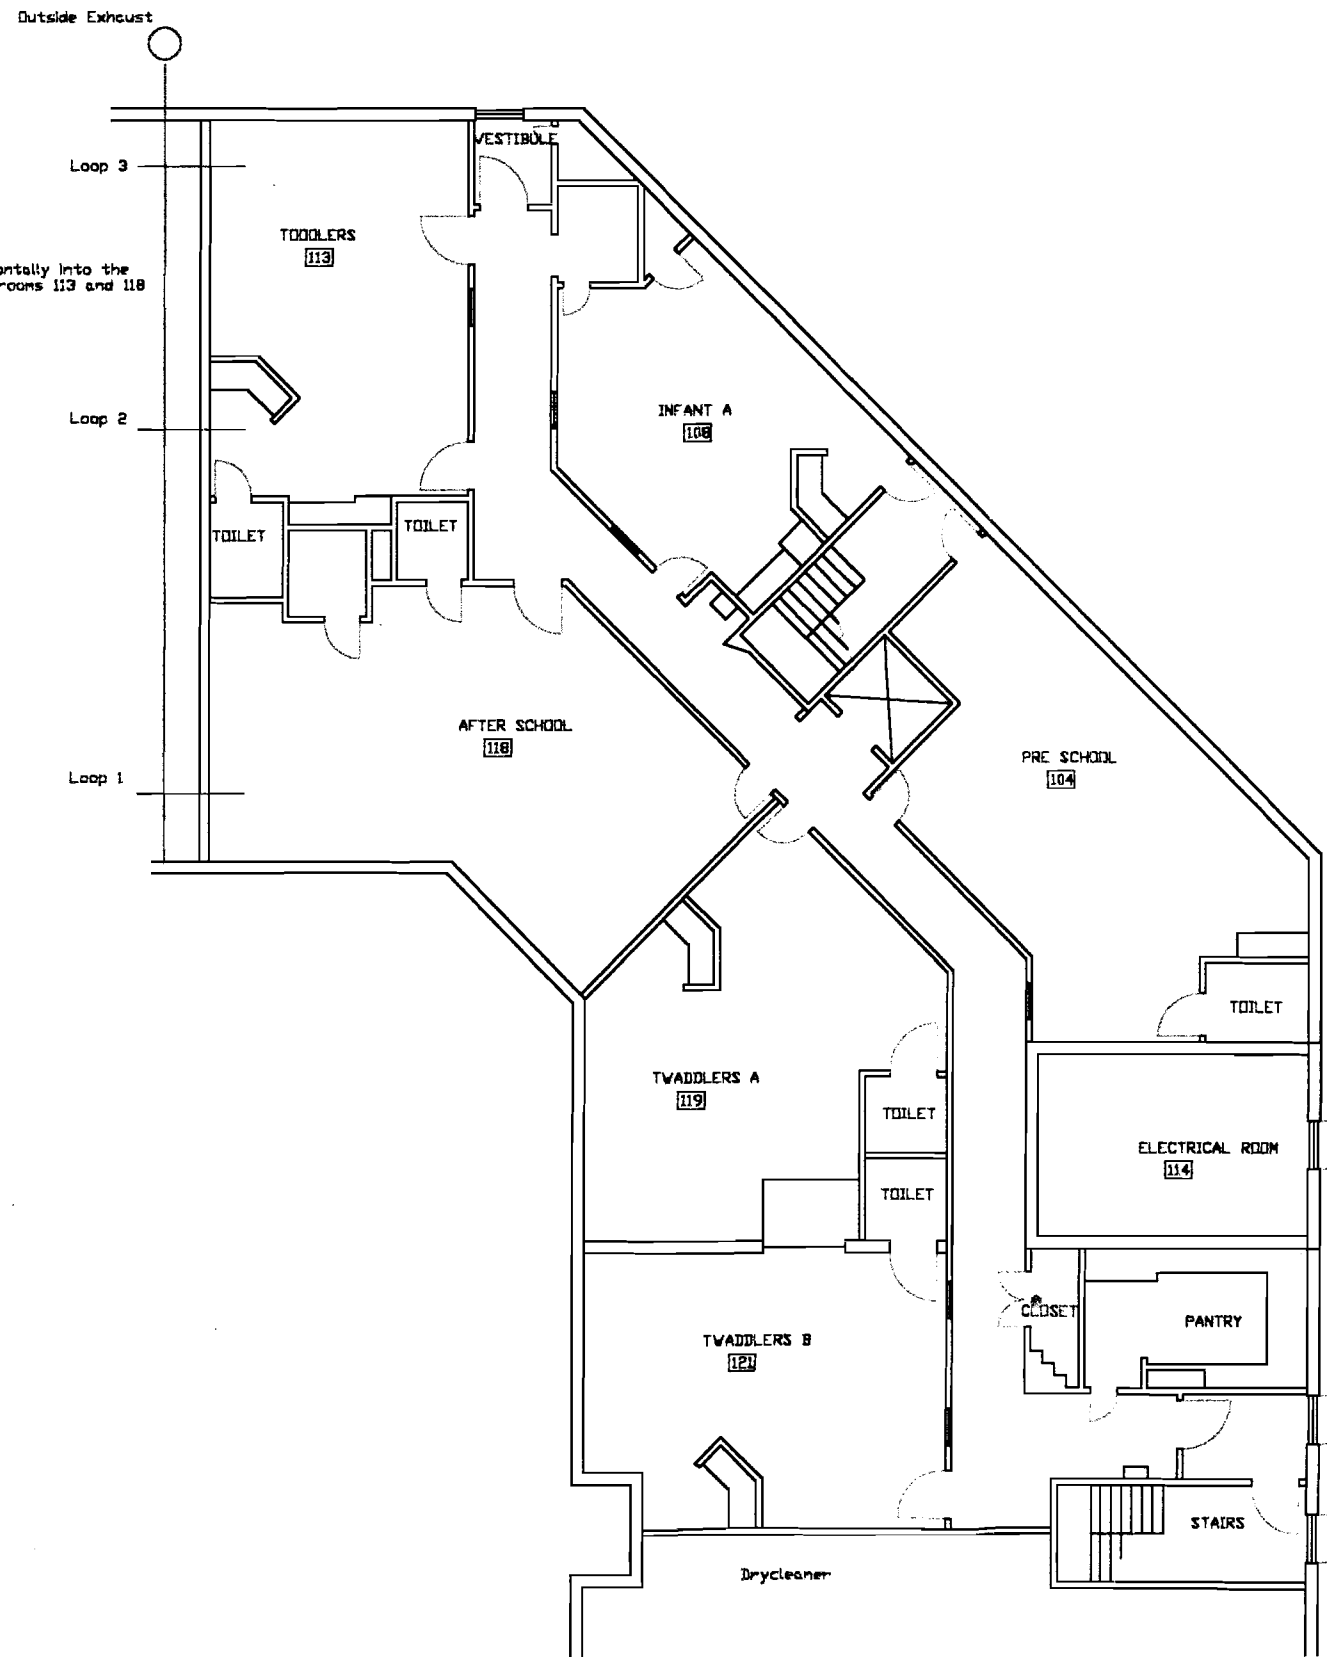 Outside Exhaust
VESTIBULE
Loop 3
TODDLERS
113
ontally into the
rooms 113 and 118
INFANT A
108
Loop 2
TOILET
TOILET
AFTER SCHOOL
118
PRE SCHOOL
104
Loop 1
TOILET
TWADDLERS A
119
TOILET
ELECTRICAL ROOM
114
TOILET
CLOSET
PANTRY
TWADDLERS B
121
STAIRS
Drycleaner